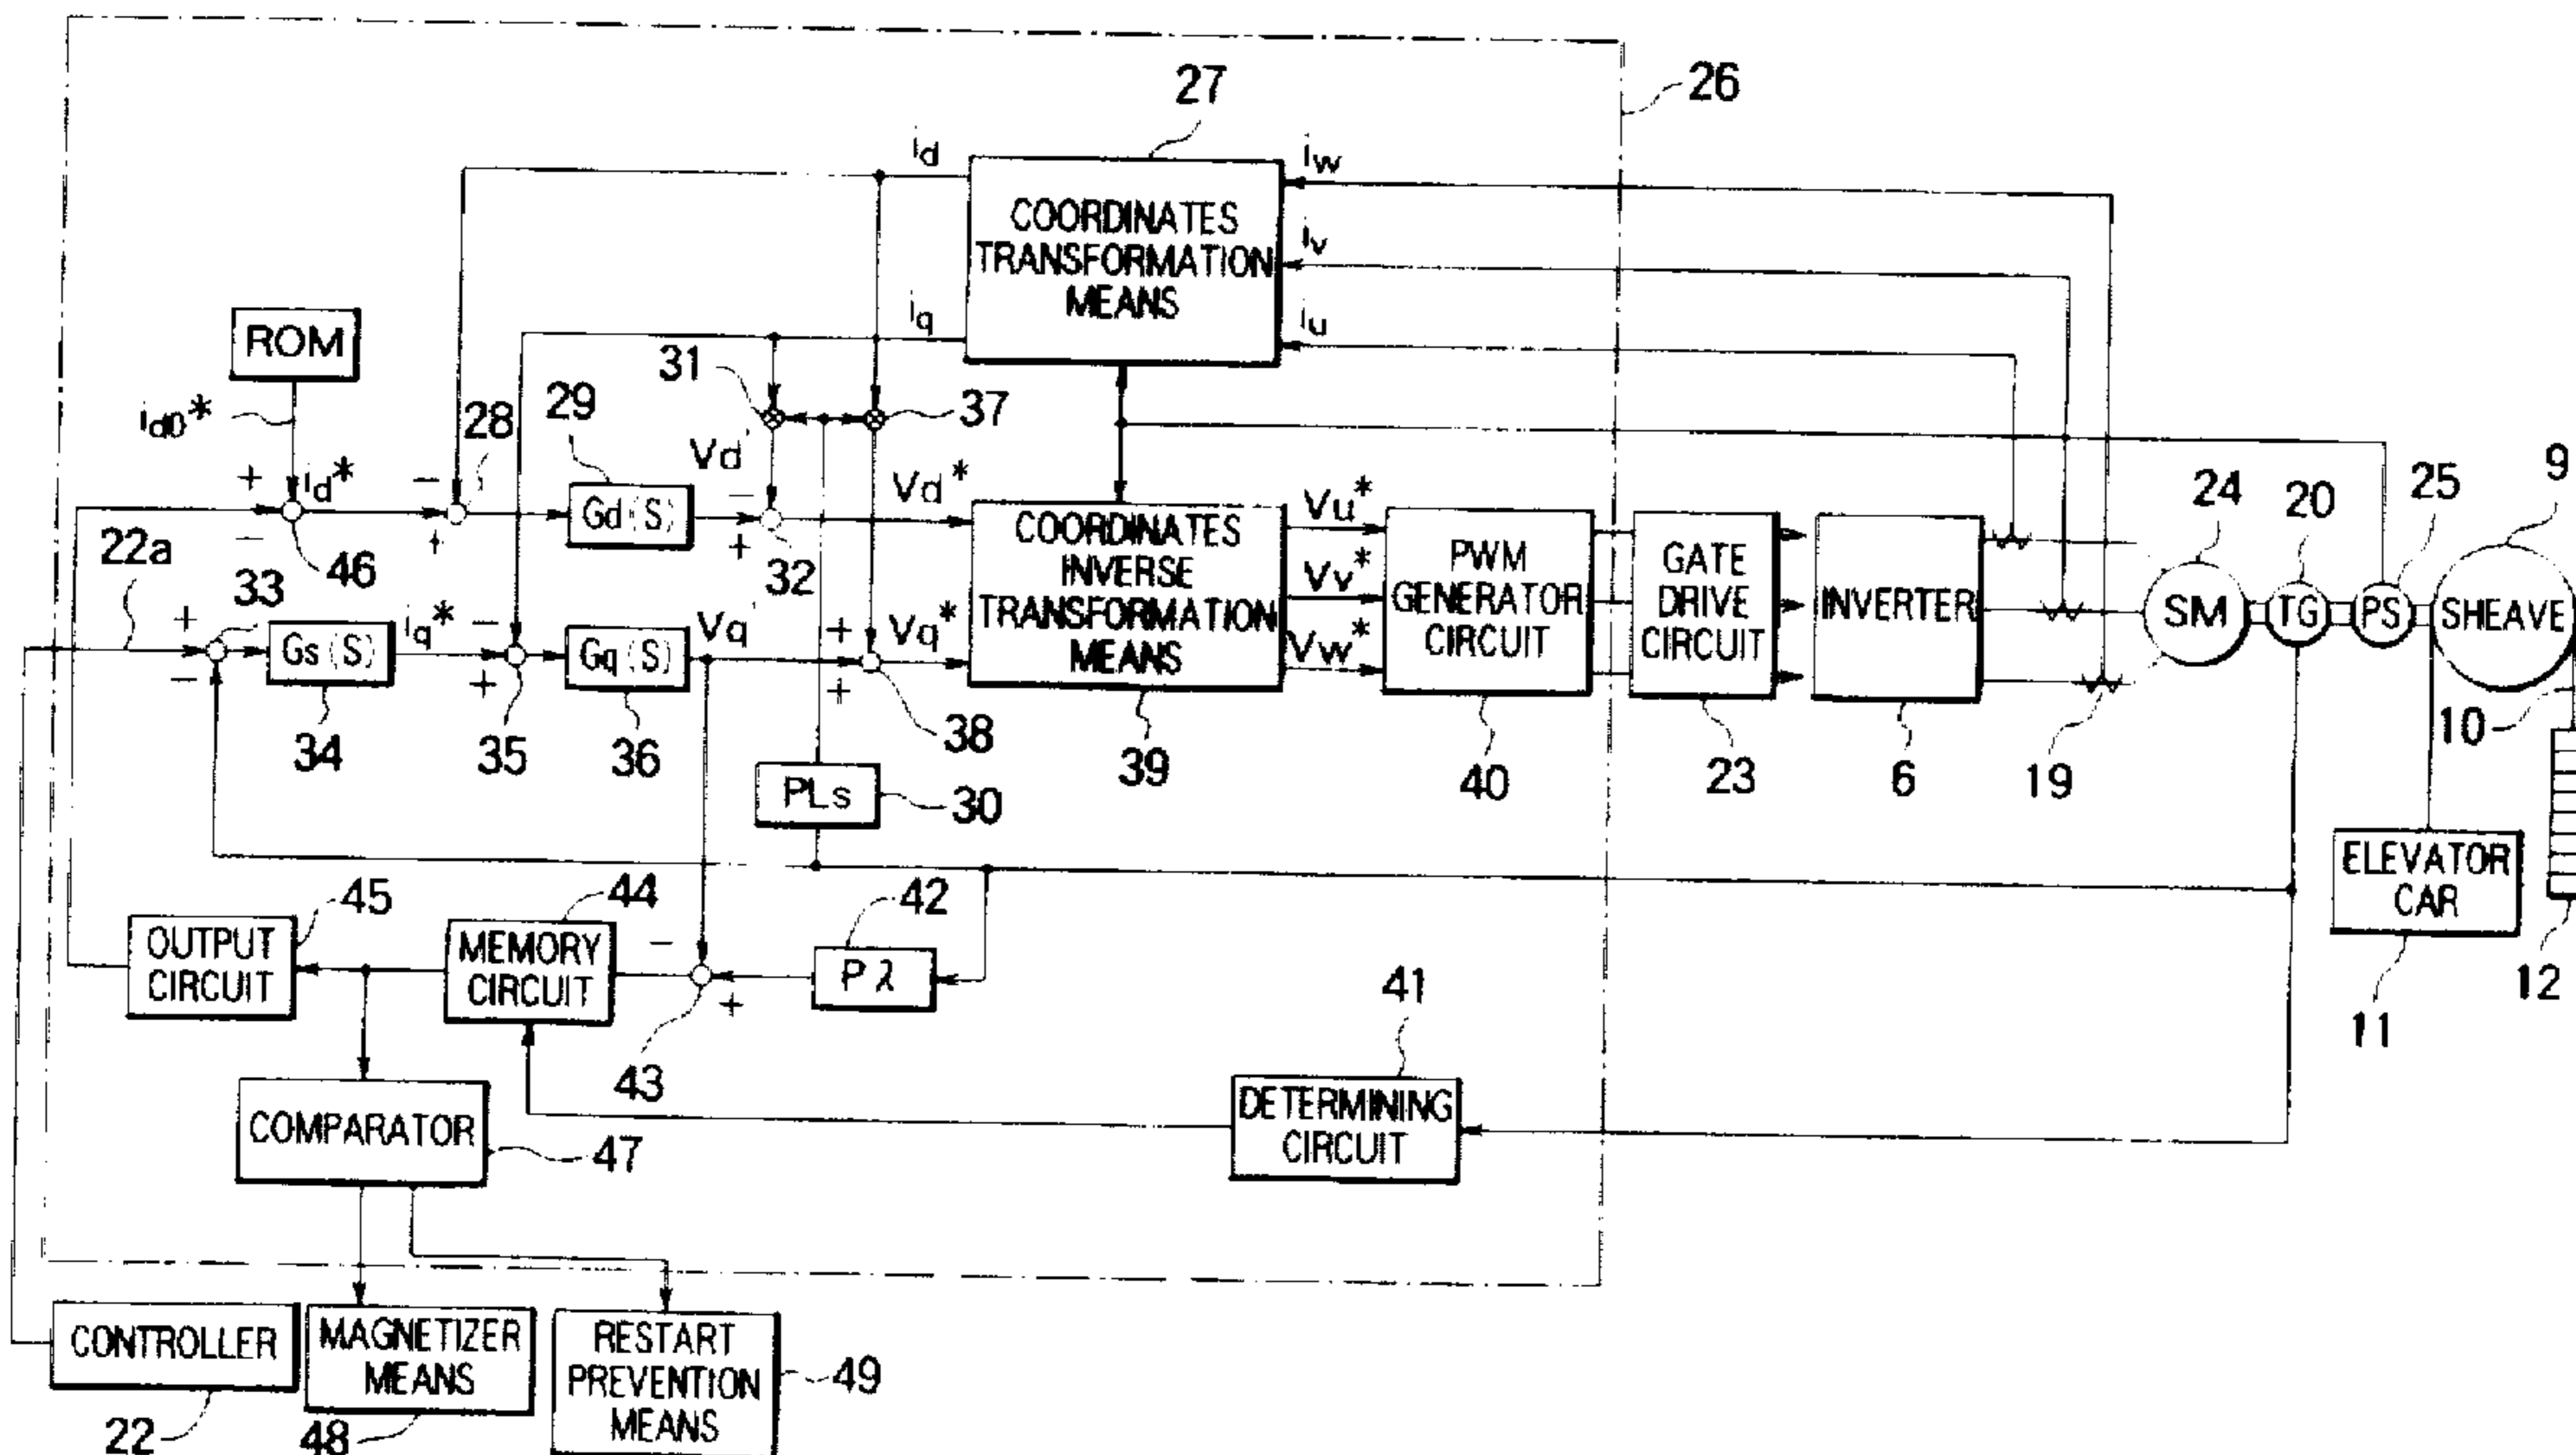 26
27
id
iw
COORDINATES
TRANSFORMATION
MEANS
iv
iq
iu
ROM
id0*
31
37
28
29
Vd'
id*
Gd(S)
Vd*
+
-
-
+
-
+
46
32
22a
33
+
-
Gs(S)
iq*
-
+
Gq(S)
Vq'
+
+
Vq*
34
35
36
38
COORDINATES
INVERSE
TRANSFORMATION
MEANS
39
Vu*
Vv*
Vw*
PWM
GENERATOR
CIRCUIT
40
GATE
DRIVE
CIRCUIT
23
INVERTER
6
19
24
SM
20
TG
25
PS
9
SHEAVE
10
PLs
30
ELEVATOR
CAR
11
12
45
OUTPUT
CIRCUIT
44
MEMORY
CIRCUIT
-
+
43
42
Pλ
41
DETERMINING
CIRCUIT
COMPARATOR
47
CONTROLLER
22
MAGNETIZER
MEANS
48
RESTART
PREVENTION
MEANS
49